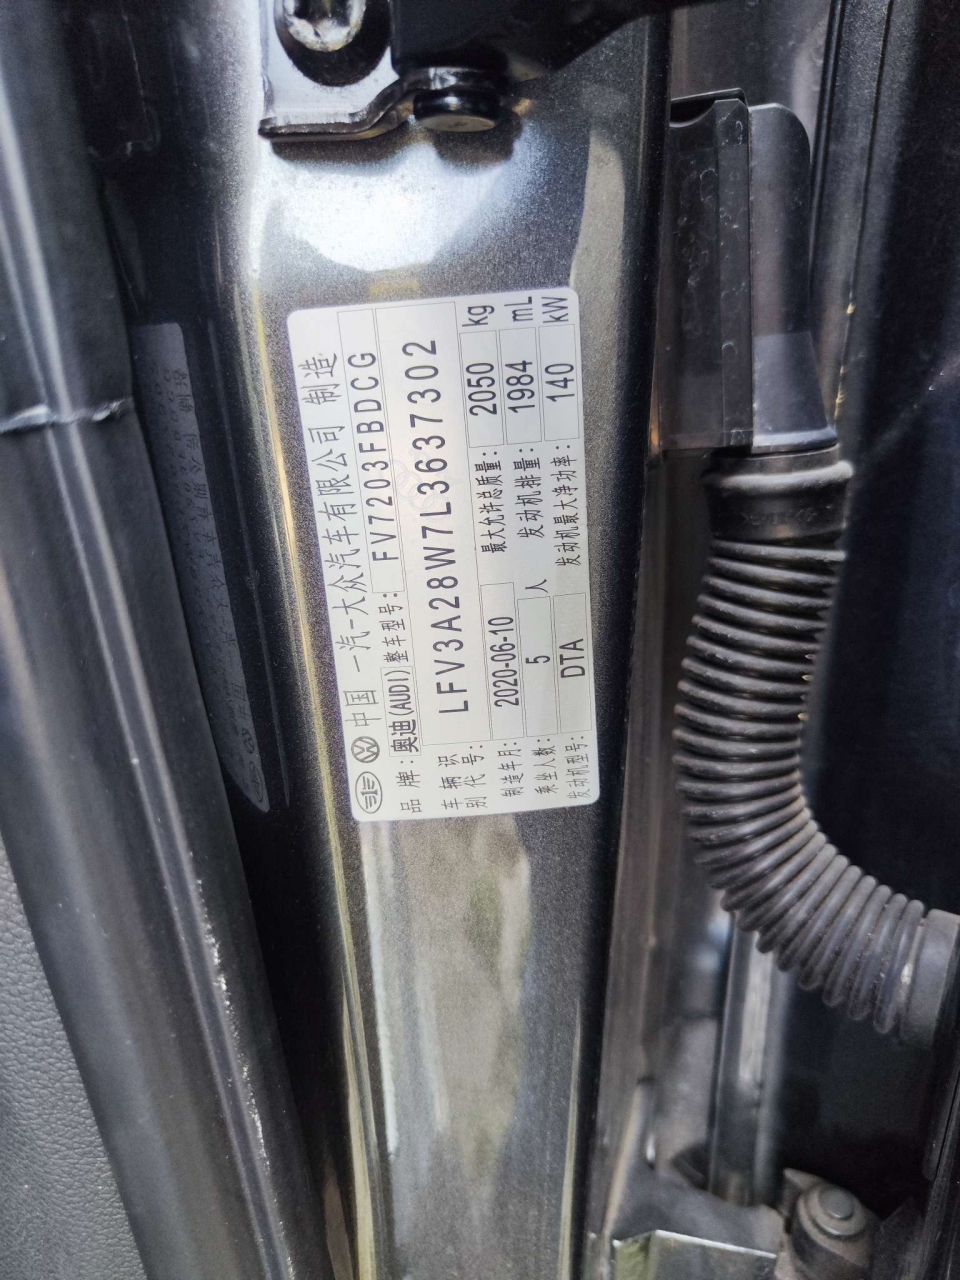 中国 一汽-大众汽车有限公司 制造
品牌: 奥迪(AUDI) 整车型号: FV7203FBDCG
车辆识别代号: LFV3A28W7L3637302
制造年月: 2020-06-10 最大允许总质量: 2050 kg
乘坐人数: 5 人 发动机排量: 1984 mL
发动机型号: DTA 发动机最大净功率: 140 kW